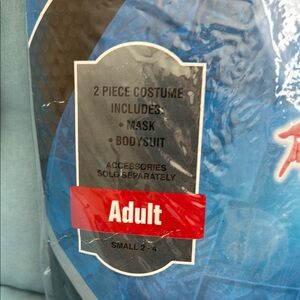 2 PIECE COSTUME
INCLUDES:
• MASK
• BODYSUIT
ACCESSORIES
SOLD SEPARATELY
Adult
SMALL 2 - 4